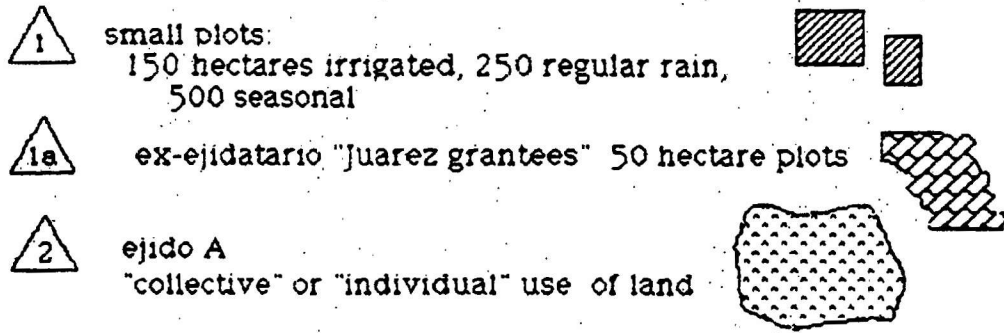 1 small plots:
150 hectares irrigated, 250 regular rain,
500 seasonal
1a ex-ejidatario "Juarez grantees" 50 hectare plots
2 ejido A
"collective" or "individual" use of land